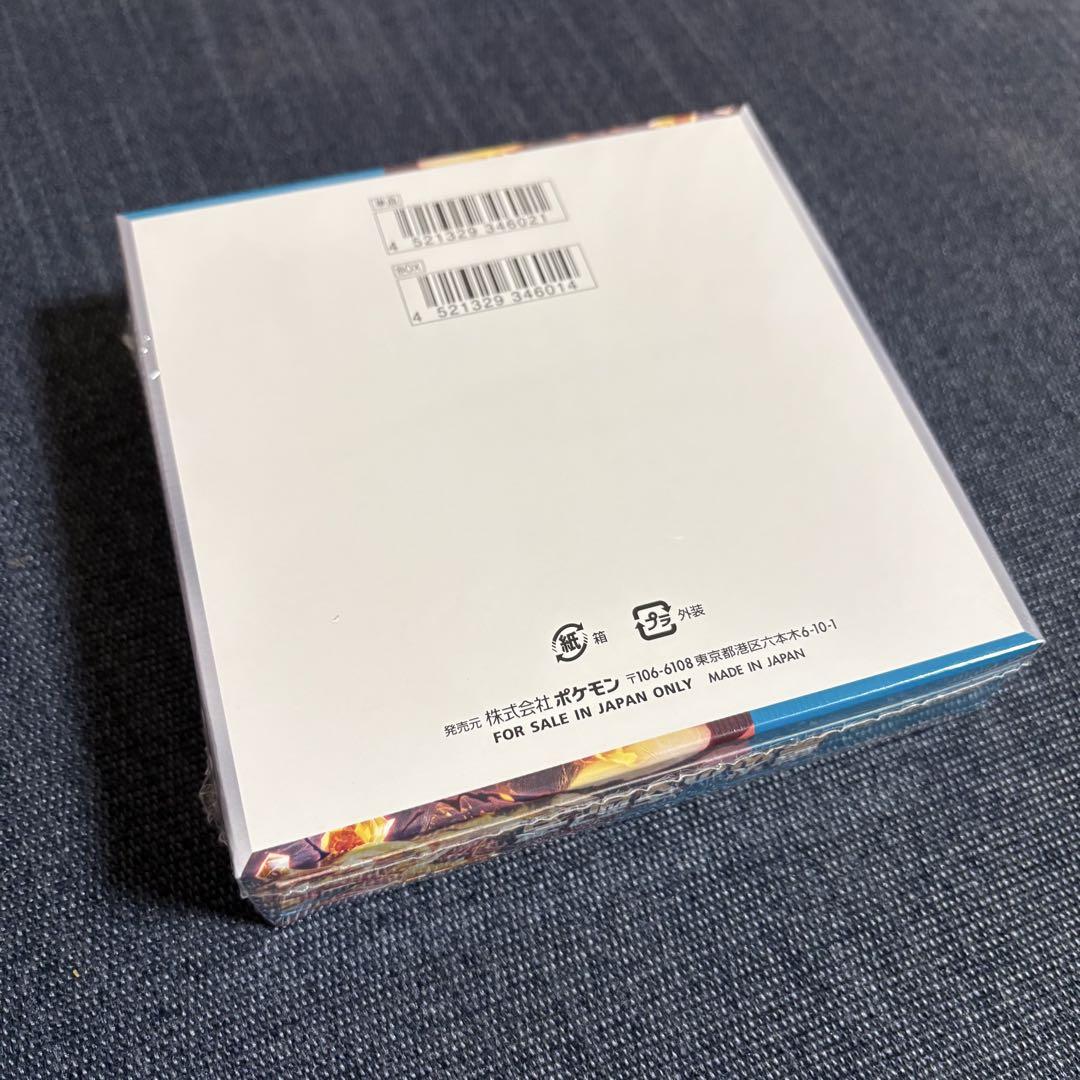 単品
4 521329 346021
BOX
4 521329 346014
紙 箱 プラ 外装
発売元 株式会社 ポケモン 〒106-6108 東京都港区六本木6-10-1
FOR SALE IN JAPAN ONLY MADE IN JAPAN